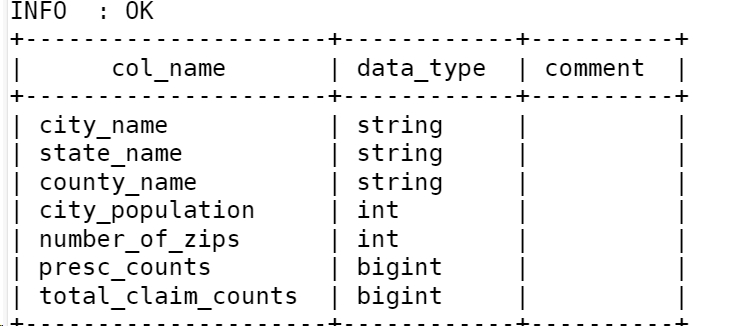 INFO  : OK
+----------------------+------------+----------+
|       col_name       | data_type  | comment  |
+----------------------+------------+----------+
| city_name            | string     |          |
| state_name           | string     |          |
| county_name          | string     |          |
| city_population      | int        |          |
| number_of_zips       | int        |          |
| presc_counts         | bigint     |          |
| total_claim_counts   | bigint     |          |
+----------------------+------------+----------+